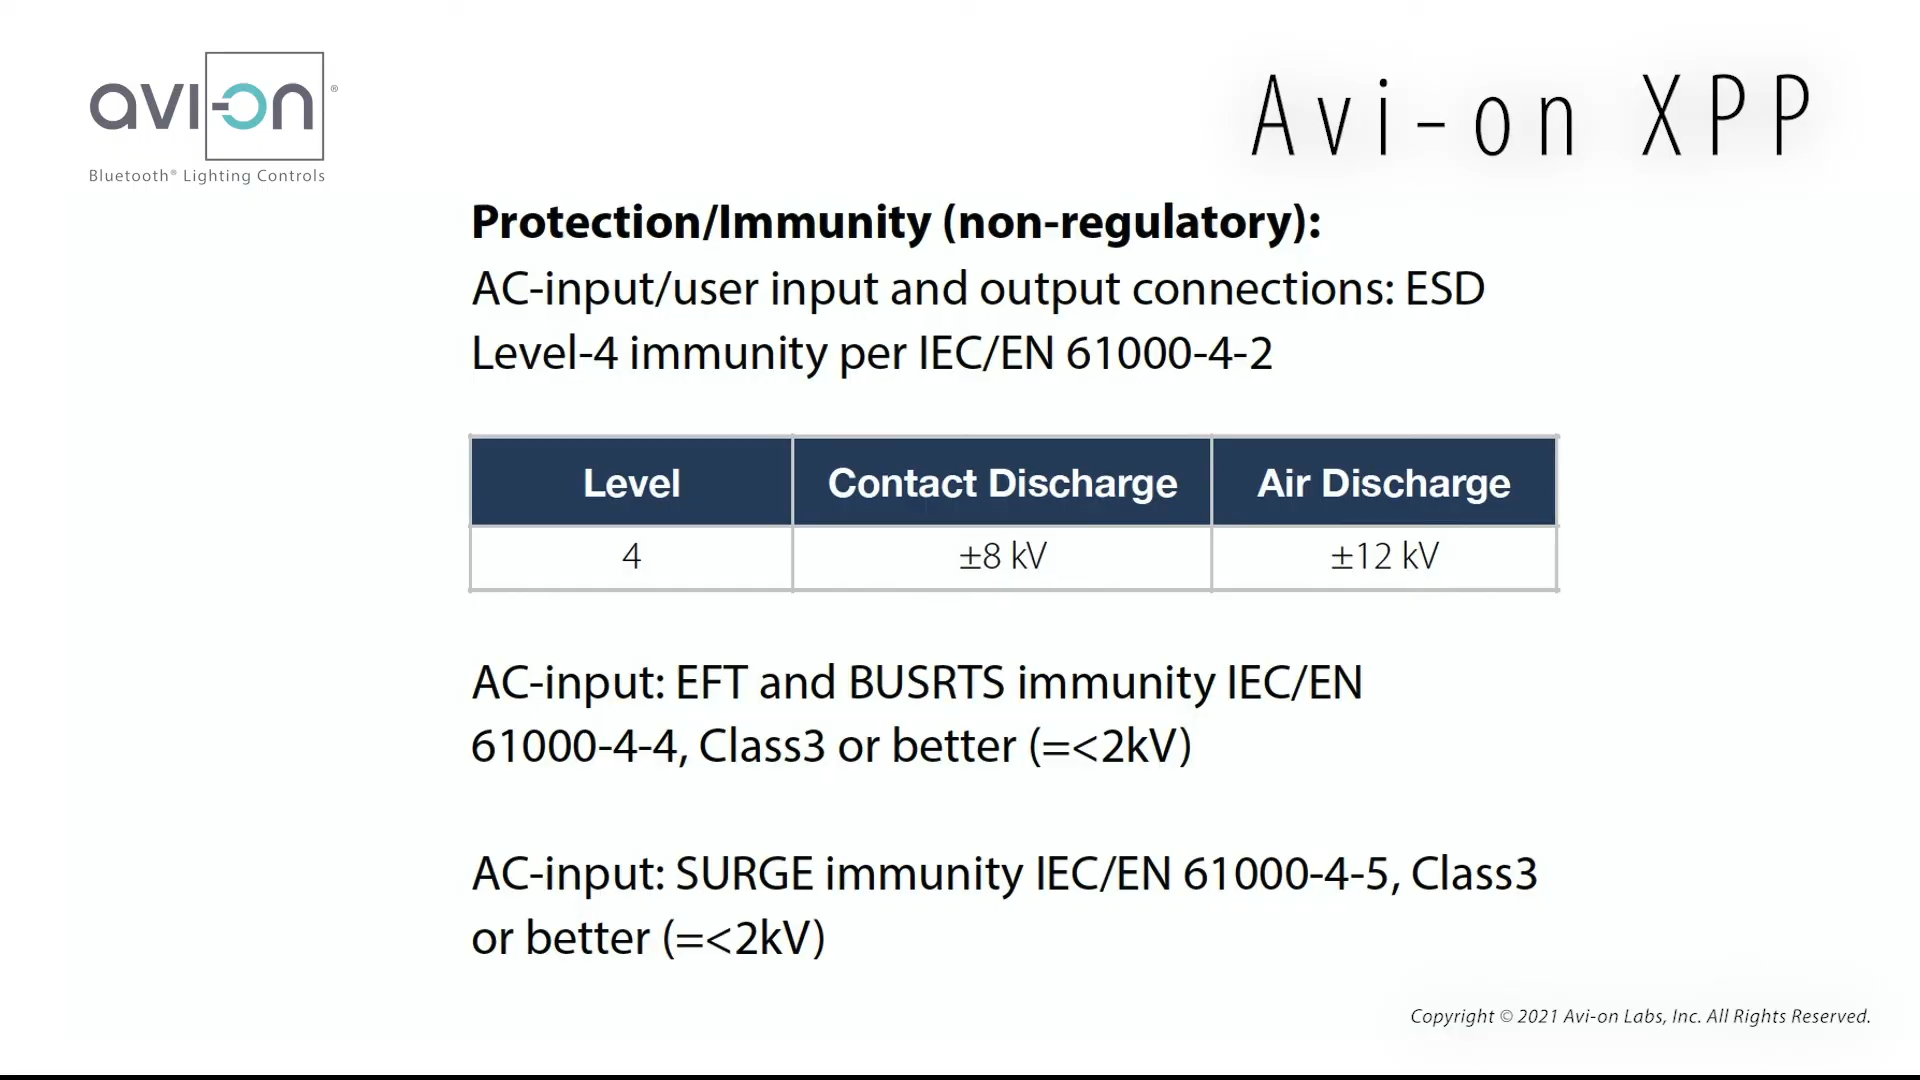 avi-on®
Bluetooth® Lighting Controls
Avi-on XPP
Protection/Immunity (non-regulatory):
AC-input/user input and output connections: ESD
Level-4 immunity per IEC/EN 61000-4-2
Level Contact Discharge Air Discharge
4 ±8 kV ±12 kV
AC-input: EFT and BUSRTS immunity IEC/EN
61000-4-4, Class3 or better (=<2kV)
AC-input: SURGE immunity IEC/EN 61000-4-5, Class3
or better (=<2kV)
Copyright © 2021 Avi-on Labs, Inc. All Rights Reserved.